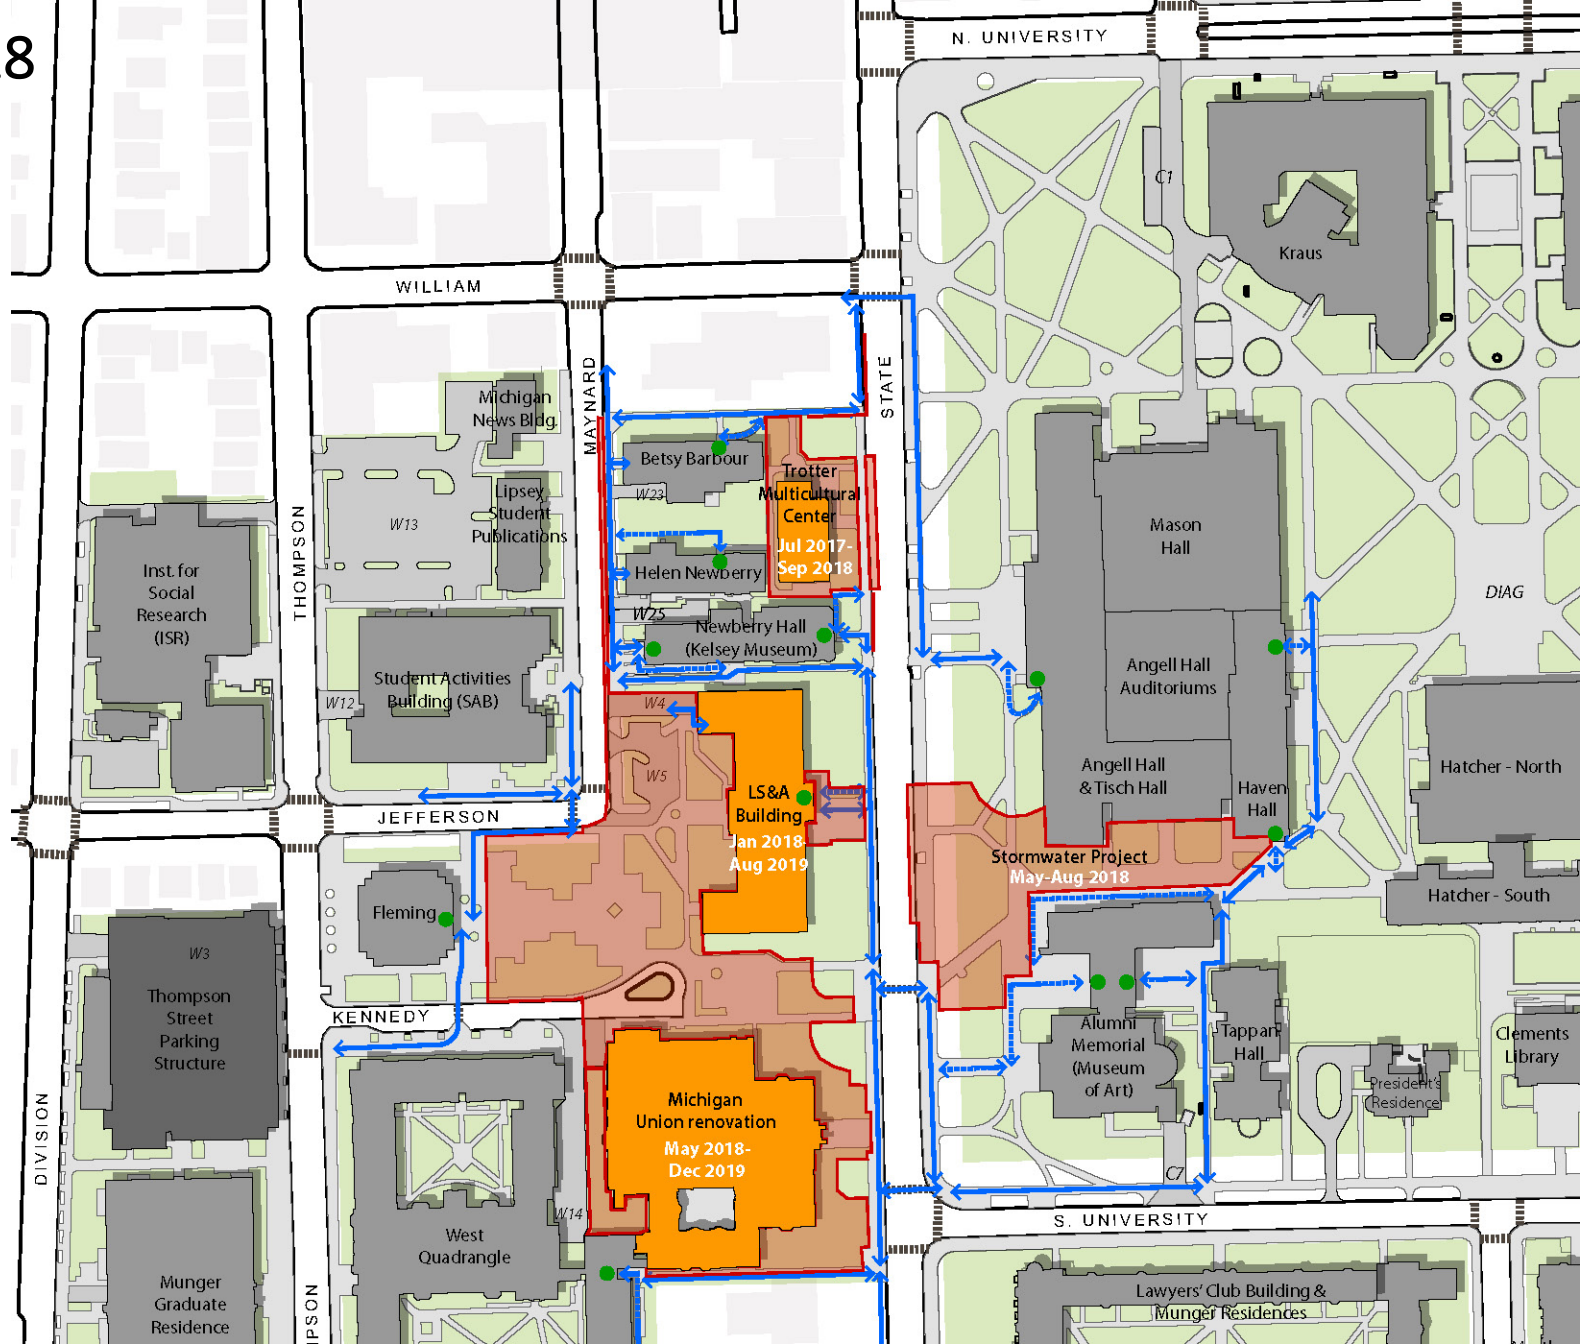 8
N. UNIVERSITY
C1
Kraus
WILLIAM
MAYNARD
STATE
Michigan
News Bldg.
Betsy Barbour
W23
Trotter
Multicultural
Center
Jul 2017-
Sep 2018
Lipsey
Student
Publications
W13
THOMPSON
Mason
Hall
DIAG
Inst. for
Social
Research
(ISR)
Helen Newberry
W25
Newberry Hall
(Kelsey Museum)
Student Activities
Building (SAB)
W12
W4
W5
Angell Hall
Auditoriums
Angell Hall
& Tisch Hall
Haven
Hall
Hatcher - North
LS&A
Building
Jan 2018-
Aug 2019
JEFFERSON
Stormwater Project
May-Aug 2018
Hatcher - South
Fleming
W3
Thompson
Street
Parking
Structure
KENNEDY
Alumni
Memorial
(Museum
of Art)
Tappan
Hall
Clements
Library
President's
Residence
DIVISION
Michigan
Union renovation
May 2018-
Dec 2019
C7
W14
S. UNIVERSITY
West
Quadrangle
Munger
Graduate
Residence
PSON
Lawyers' Club Building &
Munger Residences